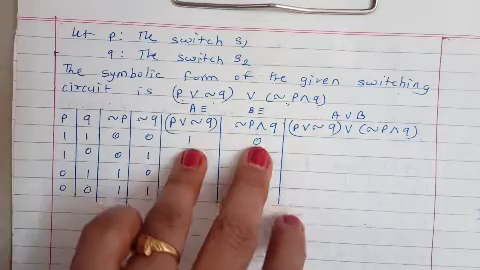 Let p: The switch S1
q: The switch S2
The symbolic form of the given switching
circuit is (p ∨ ~q) ∨ (~p ∧ q)
A ≡ B ≡ A ∨ B
p q ~p ~q (p ∨ ~q) ~p ∧ q (p ∨ ~q) ∨ (~p ∧ q)
1 1 0 0 1 0
1 0 0 1
0 1 1 0
0 0 1 1